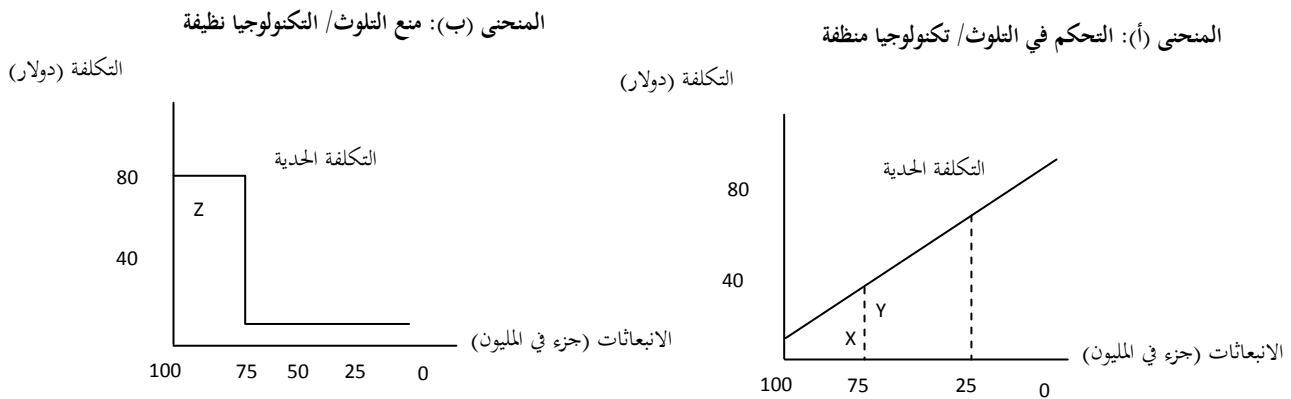 المنحنى (أ): التحكم في التلوث/ تكنولوجيا منظفة
التكلفة (دولار)
80
40
التكلفة الحدية
X
Y
الانبعاثات (جزء في المليون)
100 75 25 0
المنحنى (ب): منع التلوث/ التكنولوجيا نظيفة
التكلفة (دولار)
80
40
التكلفة الحدية
Z
الانبعاثات (جزء في المليون)
100 75 50 25 0